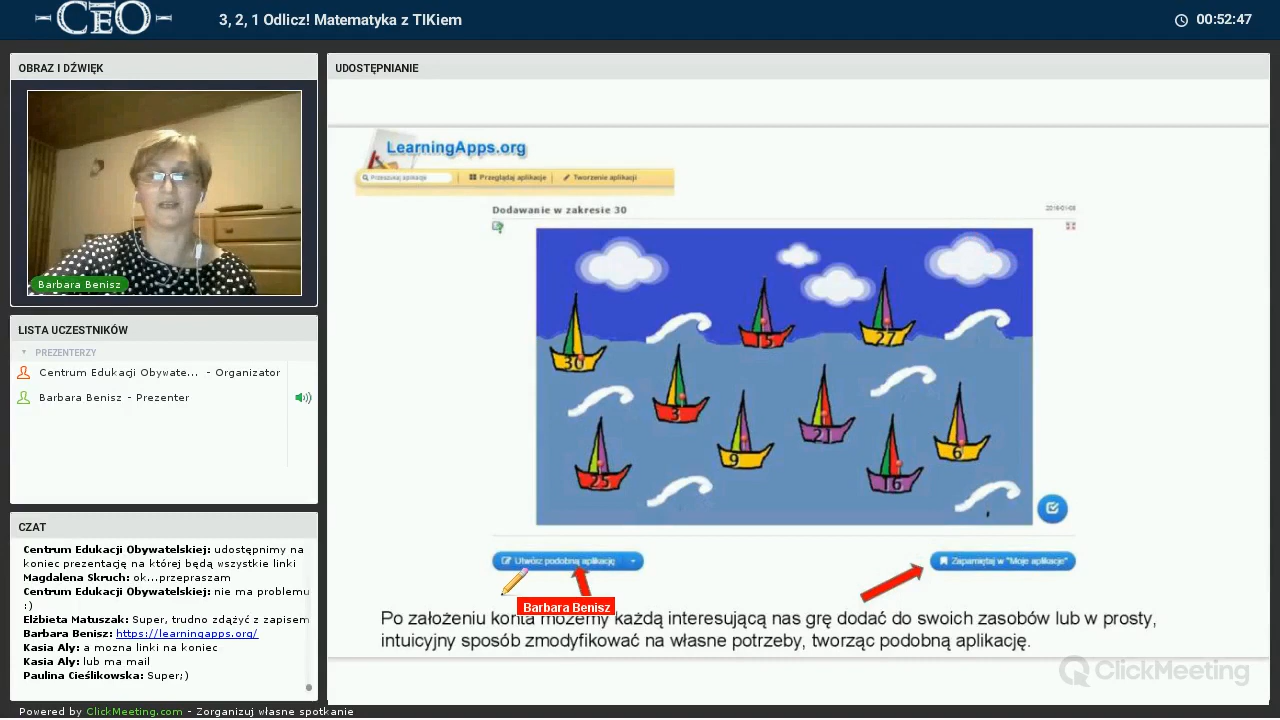 CEO
3, 2, 1 Odlicz! Matematyka z TIKiem
00:52:47
OBRAZ I DŹWIĘK
Barbara Benisz
LISTA UCZESTNIKÓW
PREZENTERZY
Centrum Edukacji Obywate... - Organizator
Barbara Benisz - Prezenter
CZAT
Centrum Edukacji Obywatelskiej: udostępnimy na
koniec prezentację na której będą wszystkie linki
Magdalena Skruch: ok...przepraszam
Centrum Edukacji Obywatelskiej: nie ma problemu
:)
Elżbieta Matuszak: Super, trudno zdążyć z zapisem
Barbara Benisz: https://learningapps.org/
Kasia Aly: a mozna linki na koniec
Kasia Aly: lub ma mail
Paulina Cieślikowska: Super;)
Powered by ClickMeeting.com - Zorganizuj własne spotkanie
UDOSTĘPNIANIE
LearningApps.org
Przeszukaj aplikacje
Przeglądaj aplikacje
Tworzenie aplikacji
Dodawanie w zakresie 30
30
15
27
3
9
21
25
16
6
Utwórz podobną aplikację
Zapamiętaj w "Moje aplikacje"
Barbara Benisz
Po założeniu konta możemy każdą interesującą nas grę dodać do swoich zasobów lub w prosty,
intuicyjny sposób zmodyfikować na własne potrzeby, tworząc podobną aplikację.
ClickMeeting